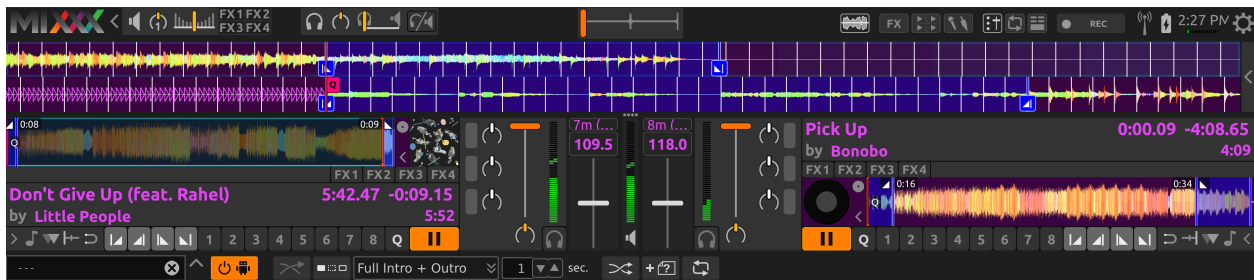 MIXXX FX1 FX2 FX3 FX4 FX REC 2:27 PM
Q
0:08 0:09
Q
FX1 FX2 FX3 FX4
Don't Give Up (feat. Rahel) 5:42.47 -0:09.15
by Little People 5:52
1 2 3 4 5 6 7 8 Q
7m (... 8m (...
109.5 118.0
Pick Up 0:00.09 -4:08.65
by Bonobo 4:09
FX1 FX2 FX3 FX4
0:16 0:34
Q
Q 1 2 3 4 5 6 7 8
--- Full Intro + Outro 1 sec.